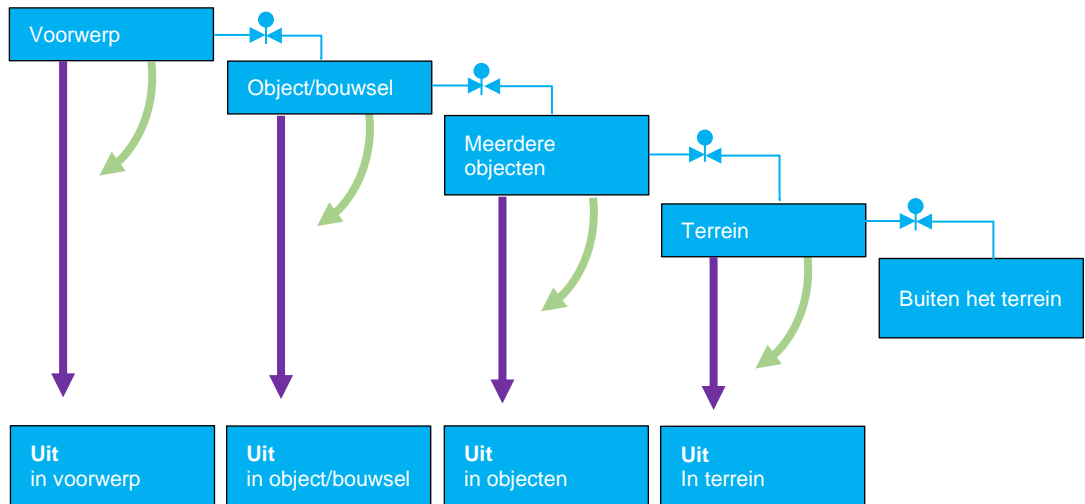 Voorwerp
Object/bouwsel
Meerdere
objecten
Terrein
Buiten het terrein
Uit
in voorwerp
Uit
in object/bouwsel
Uit
in objecten
Uit
In terrein